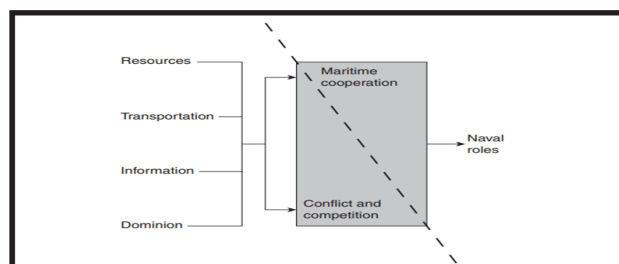 Resources
Transportation
Information
Dominion
Maritime
cooperation
Conflict and
competition
Naval
roles